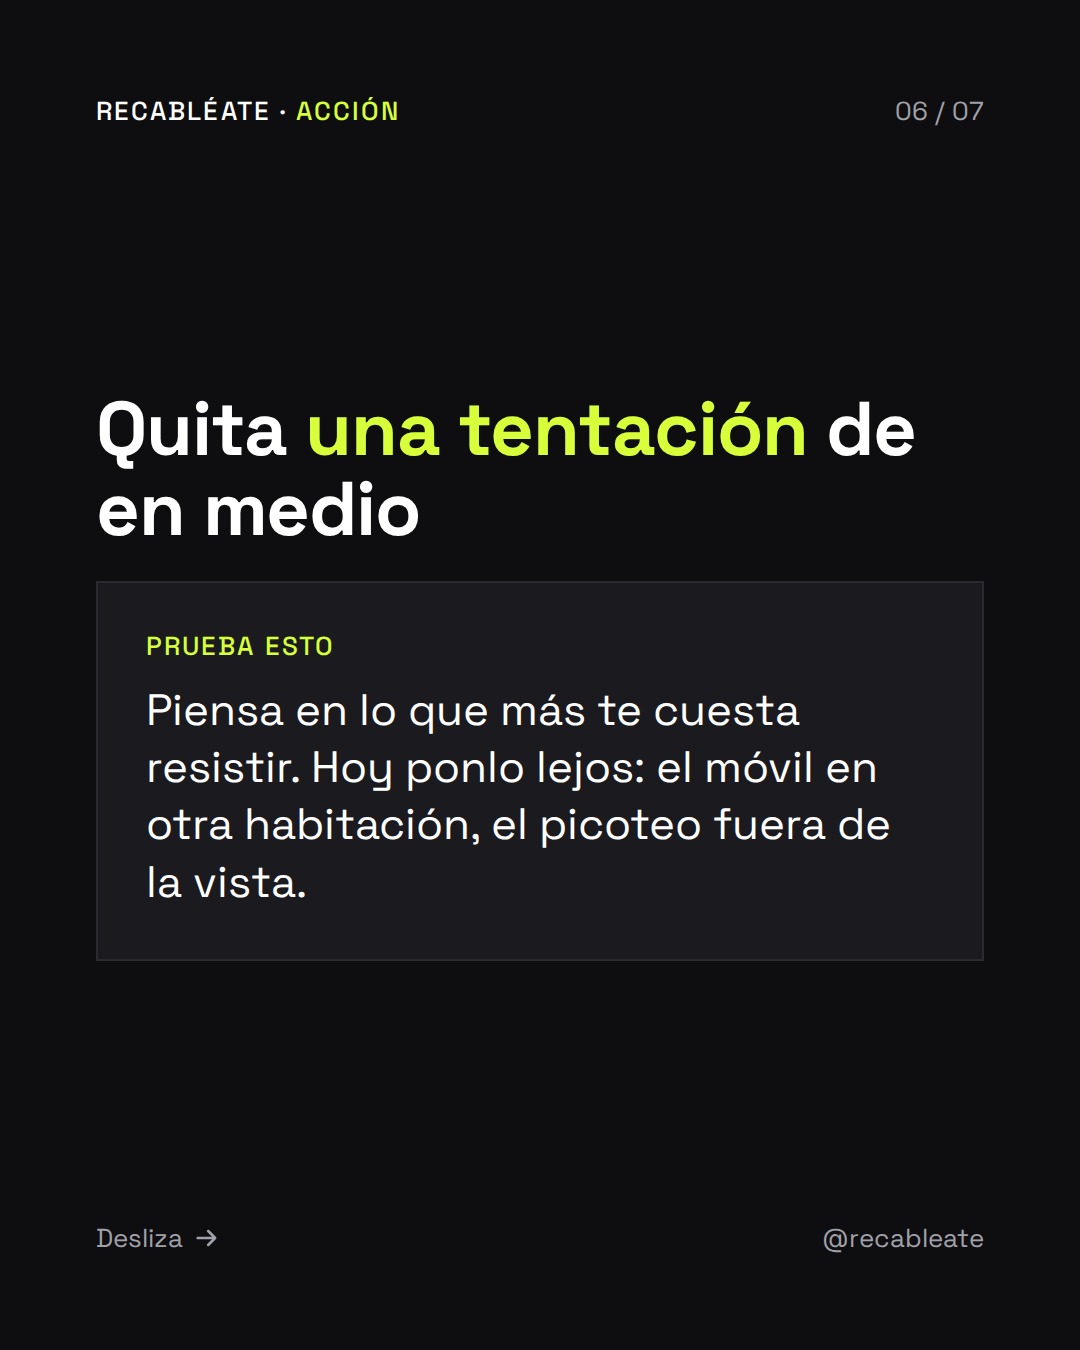 RECABLÉATE · ACCIÓN
06 / 07
Quita una tentación de
en medio
PRUEBA ESTO
Piensa en lo que más te cuesta
resistir. Hoy ponlo lejos: el móvil en
otra habitación, el picoteo fuera de
la vista.
Desliza →
@recableate